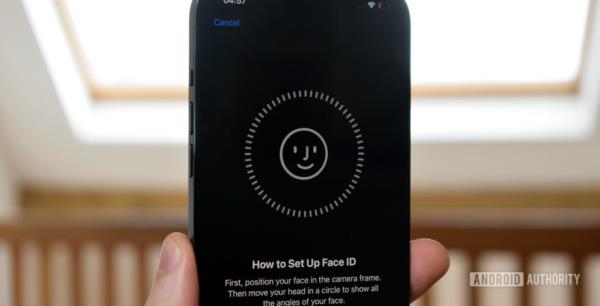 04:57
Cancel
How to Set Up Face ID
First, position your face in the camera frame.
Then move your head in a circle to show all
the angles of your face.
ANDROID AUTHORITY